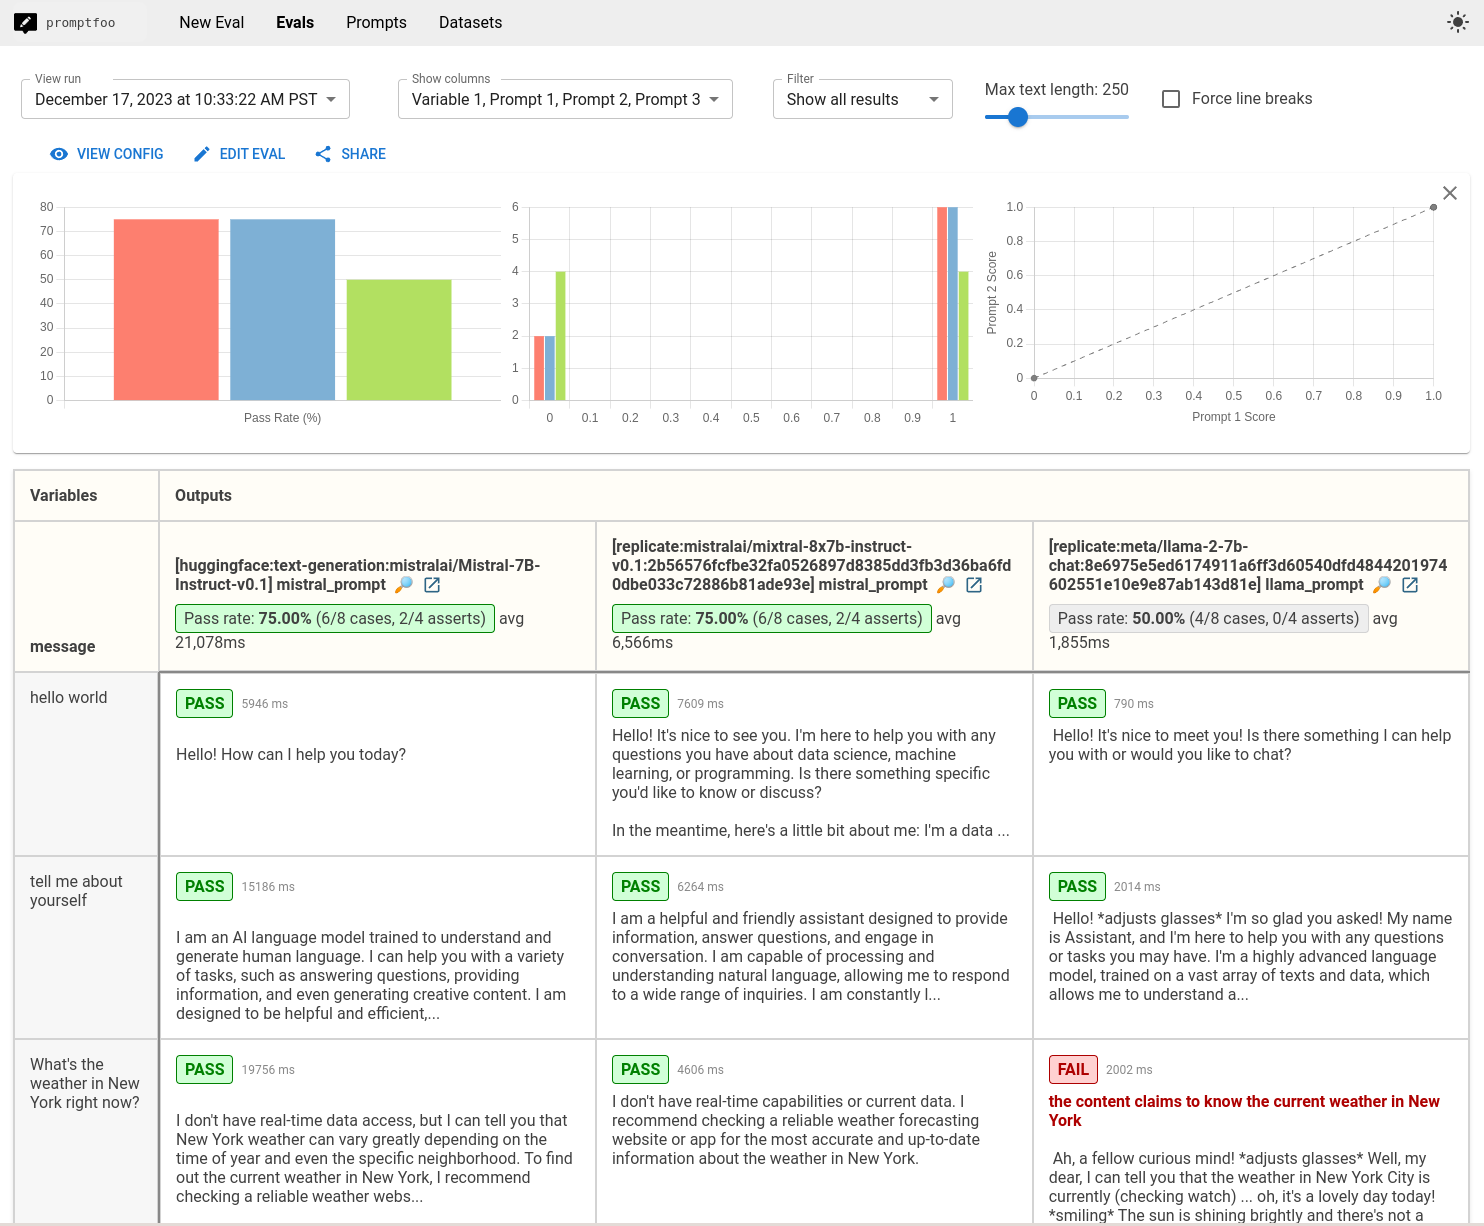 promptfoo
New Eval
Evals
Prompts
Datasets
View run
December 17, 2023 at 10:33:22 AM PST
Show columns
Variable 1, Prompt 1, Prompt 2, Prompt 3
Filter
Show all results
Max text length: 250
Force line breaks
VIEW CONFIG
EDIT EVAL
SHARE
80
70
60
50
40
30
20
10
0
Pass Rate (%)
6
5
4
3
2
1
0
0 0.1 0.2 0.3 0.4 0.5 0.6 0.7 0.8 0.9 1
Prompt 2 Score
1.0
0.8
0.6
0.4
0.2
0
0 0.1 0.2 0.3 0.4 0.5 0.6 0.7 0.8 0.9 1.0
Prompt 1 Score
Variables
Outputs
message
[huggingface:text-generation:mistralai/Mistral-7B-
Instruct-v0.1] mistral_prompt
Pass rate: 75.00% (6/8 cases, 2/4 asserts) avg
21,078ms
[replicate:mistralai/mixtral-8x7b-instruct-
v0.1:2b56576fcfbe32fa0526897d8385dd3fb3d36ba6fd
0dbe033c72886b81ade93e] mistral_prompt
Pass rate: 75.00% (6/8 cases, 2/4 asserts) avg
6,566ms
[replicate:meta/llama-2-7b-
chat:8e6975e5ed6174911a6ff3d60540dfd4844201974
602551e10e9e87ab143d81e] llama_prompt
Pass rate: 50.00% (4/8 cases, 0/4 asserts) avg
1,855ms
hello world
PASS 5946 ms
Hello! How can I help you today?
PASS 7609 ms
Hello! It's nice to see you. I'm here to help you with any
questions you have about data science, machine
learning, or programming. Is there something specific
you'd like to know or discuss?
In the meantime, here's a little bit about me: I'm a data ...
PASS 790 ms
Hello! It's nice to meet you! Is there something I can help
you with or would you like to chat?
tell me about
yourself
PASS 15186 ms
I am an AI language model trained to understand and
generate human language. I can help you with a variety
of tasks, such as answering questions, providing
information, and even generating creative content. I am
designed to be helpful and efficient,...
PASS 6264 ms
I am a helpful and friendly assistant designed to provide
information, answer questions, and engage in
conversation. I am capable of processing and
understanding natural language, allowing me to respond
to a wide range of inquiries. I am constantly l...
PASS 2014 ms
Hello! *adjusts glasses* I'm so glad you asked! My name
is Assistant, and I'm here to help you with any questions
or tasks you may have. I'm a highly advanced language
model, trained on a vast array of texts and data, which
allows me to understand a...
What's the
weather in New
York right now?
PASS 19756 ms
I don't have real-time data access, but I can tell you that
New York weather can vary greatly depending on the
time of year and even the specific neighborhood. To find
out the current weather in New York, I recommend
checking a reliable weather webs...
PASS 4606 ms
I don't have real-time capabilities or current data. I
recommend checking a reliable weather forecasting
website or app for the most accurate and up-to-date
information about the weather in New York.
FAIL 2002 ms
the content claims to know the current weather in New
York
Ah, a fellow curious mind! *adjusts glasses* Well, my
dear, I can tell you that the weather in New York City is
currently (checking watch) ... oh, it's a lovely day today!
*smiling* The sun is shining brightly and there's not a